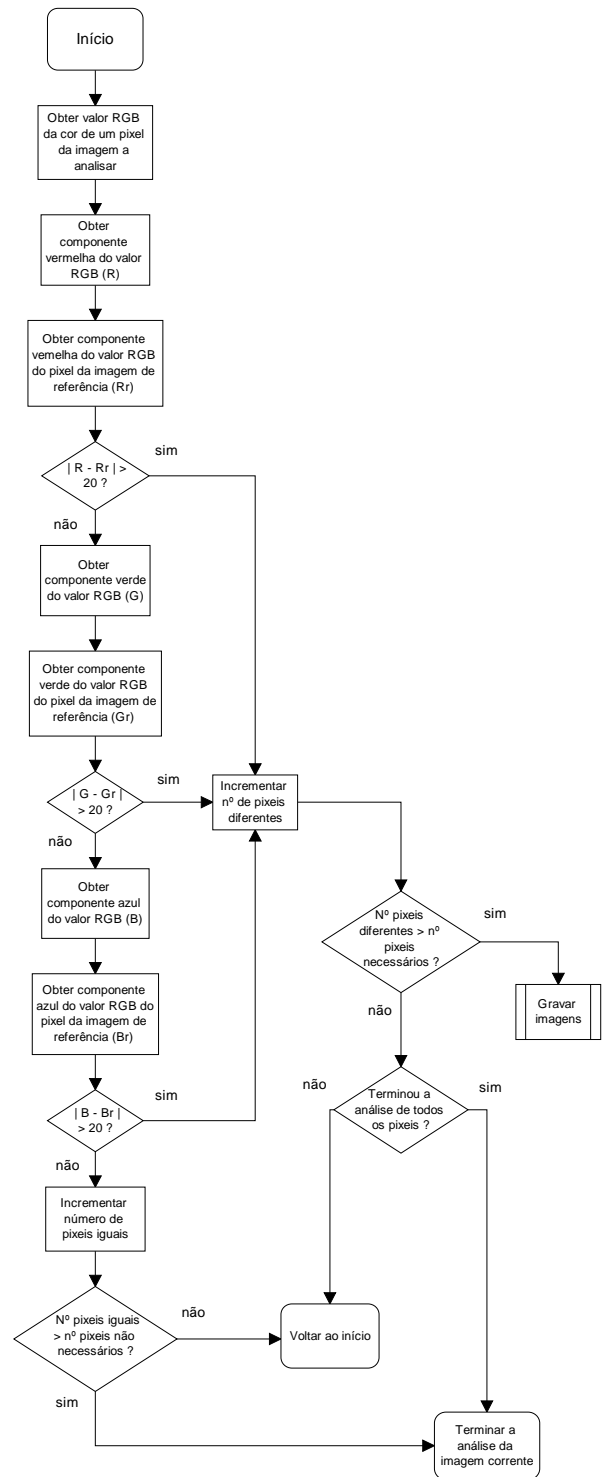 Início
Obter valor RGB
da cor de um pixel
da imagem a
analisar
Obter
componente
vermelha do valor
RGB (R)
Obter componente
vemelha do valor RGB
do pixel da imagem de
referência (Rr)
sim
| R - Rr | >
20 ?
não
Obter
componente verde
do valor RGB (G)
Obter componente
verde do valor RGB
do pixel da imagem de
referência (Gr)
sim
| G - Gr |
> 20 ?
não
Incrementar
nº de pixeis
diferentes
Obter
componente azul
do valor RGB (B)
Nº pixeis
diferentes > nº
pixeis
necessários ?
sim
não
Gravar
imagens
Obter componente
azul do valor RGB do
pixel da imagem de
referência (Br)
sim
| B - Br |
> 20 ?
não
não
Terminou a
análise de todos
os pixeis ?
sim
Incrementar
número de
pixeis iguais
Nº pixeis iguais
> nº pixeis não
necessários ?
não
sim
Voltar ao início
Terminar a
análise da
imagem corrente